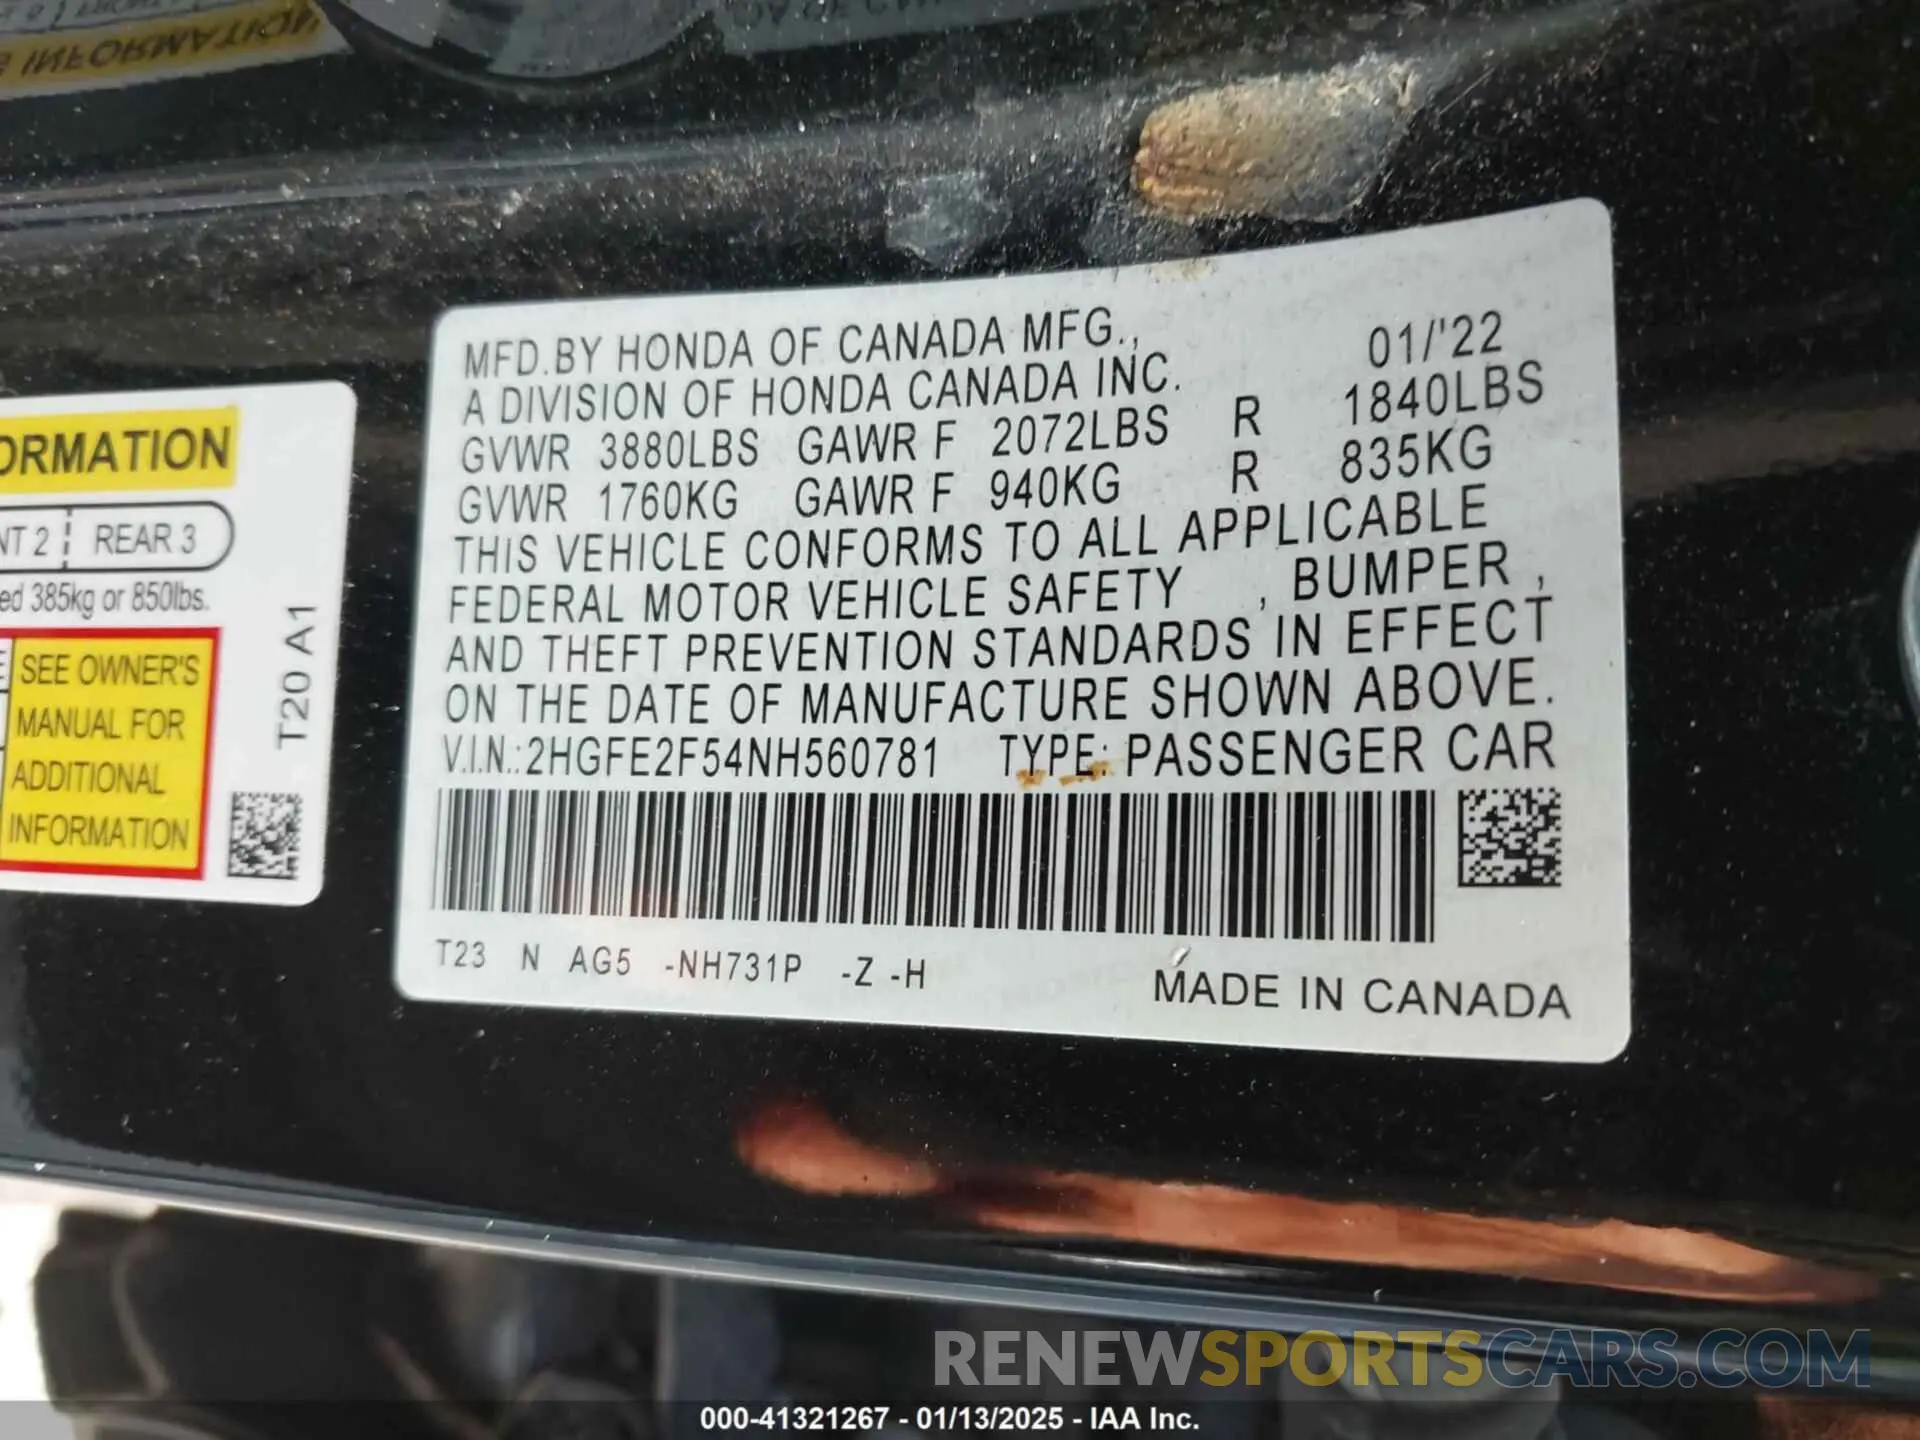 INFORMATION
ORMATION
NT 2 REAR 3
ed 385kg or 850lbs.
SEE OWNER'S
MANUAL FOR
ADDITIONAL
INFORMATION
T20 A1
MFD.BY HONDA OF CANADA MFG., 01/'22
A DIVISION OF HONDA CANADA INC.
GVWR 3880LBS GAWR F 2072LBS R 1840LBS
GVWR 1760KG GAWR F 940KG R 835KG
THIS VEHICLE CONFORMS TO ALL APPLICABLE
FEDERAL MOTOR VEHICLE SAFETY , BUMPER ,
AND THEFT PREVENTION STANDARDS IN EFFECT
ON THE DATE OF MANUFACTURE SHOWN ABOVE.
V.I.N.:2HGFE2F54NH560781 TYPE: PASSENGER CAR
T23 N AG5 -NH731P -Z -H
MADE IN CANADA
RENEWSPORTSCARS.COM
000-41321267 - 01/13/2025 - IAA Inc.